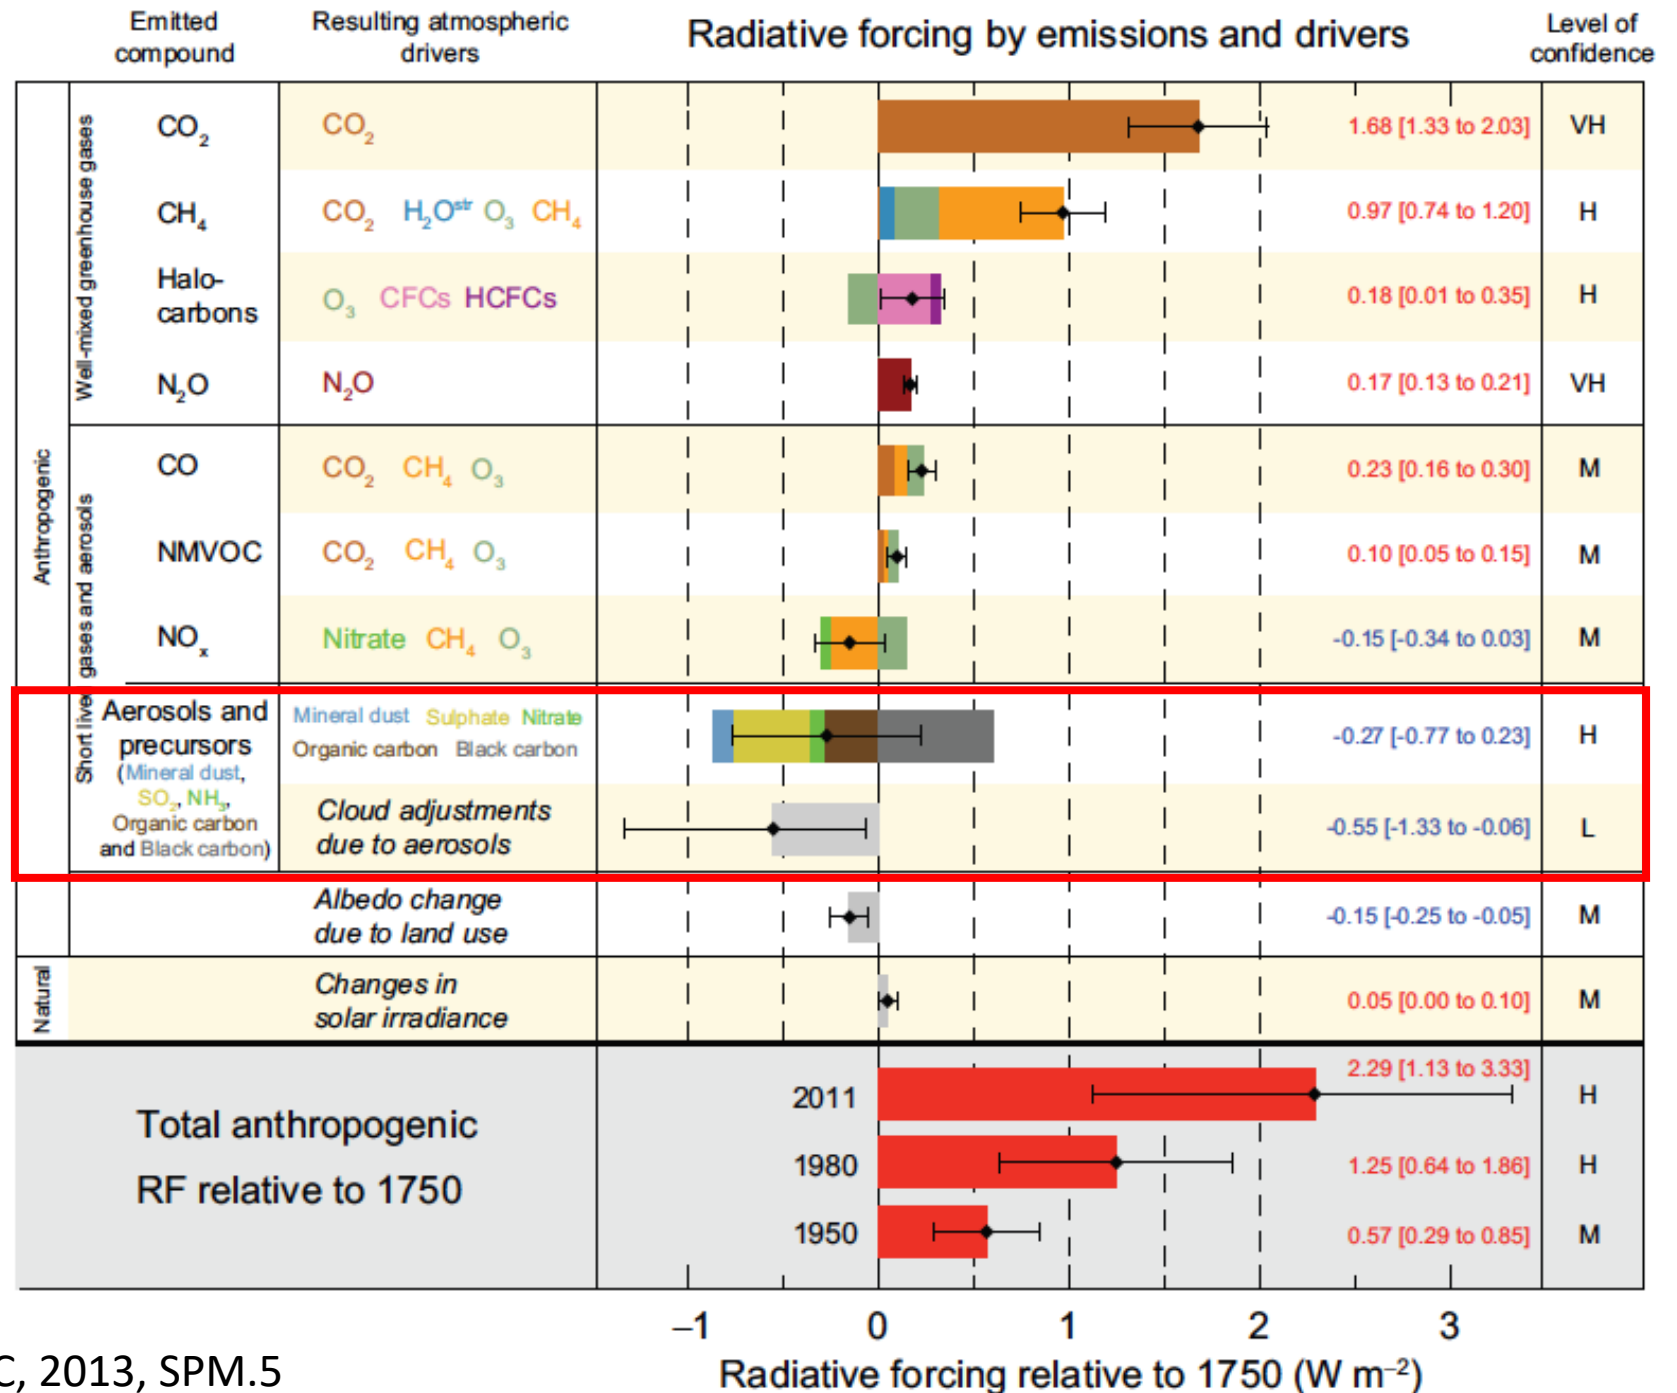 Emitted compound
Resulting atmospheric drivers
Radiative forcing by emissions and drivers
Level of confidence
Anthropogenic
Well-mixed greenhouse gases
CO₂
CO₂
1.68 [1.33 to 2.03]
VH
CH₄
CO₂ H₂Oˢᵗʳ O₃ CH₄
0.97 [0.74 to 1.20]
H
Halo-
carbons
O₃ CFCs HCFCs
0.18 [0.01 to 0.35]
H
N₂O
N₂O
0.17 [0.13 to 0.21]
VH
Short live gases and aerosols
CO
CO₂ CH₄ O₃
0.23 [0.16 to 0.30]
M
NMVOC
CO₂ CH₄ O₃
0.10 [0.05 to 0.15]
M
NOₓ
Nitrate CH₄ O₃
-0.15 [-0.34 to 0.03]
M
Aerosols and
precursors
(Mineral dust,
SO₂, NH₃,
Organic carbon
and Black carbon)
Mineral dust Sulphate Nitrate
Organic carbon Black carbon
-0.27 [-0.77 to 0.23]
H
Cloud adjustments
due to aerosols
-0.55 [-1.33 to -0.06]
L
Albedo change
due to land use
-0.15 [-0.25 to -0.05]
M
Natural
Changes in
solar irradiance
0.05 [0.00 to 0.10]
M
Total anthropogenic
RF relative to 1750
2011
2.29 [1.13 to 3.33]
H
1980
1.25 [0.64 to 1.86]
H
1950
0.57 [0.29 to 0.85]
M
–1 0 1 2 3
Radiative forcing relative to 1750 (W m⁻²)
C, 2013, SPM.5